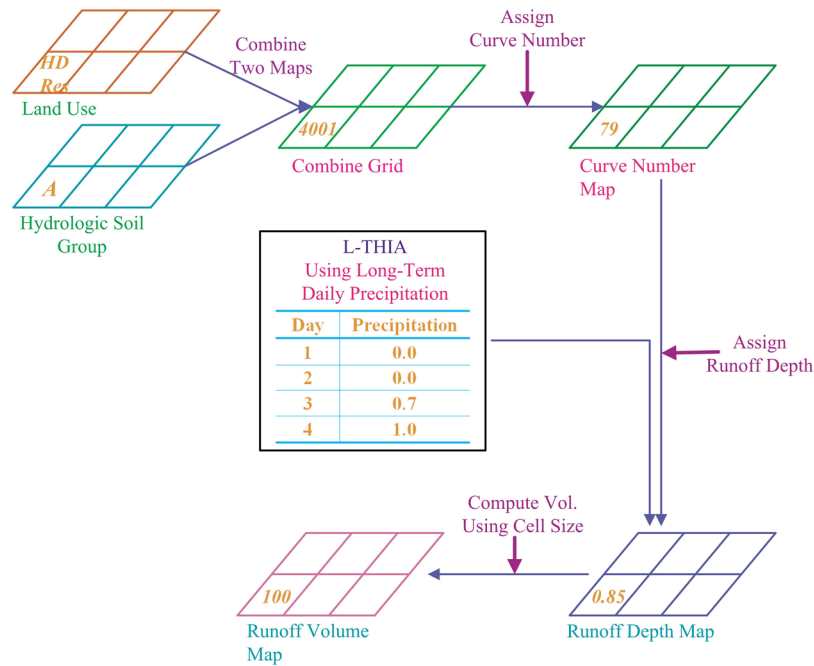 HD
Res
Land Use
Combine
Two Maps
Assign
Curve Number
4001
Combine Grid
79
Curve Number
Map
A
Hydrologic Soil
Group
L-THIA
Using Long-Term
Daily Precipitation
Day Precipitation
1 0.0
2 0.0
3 0.7
4 1.0
Assign
Runoff Depth
Compute Vol.
Using Cell Size
100
Runoff Volume
Map
0.85
Runoff Depth Map